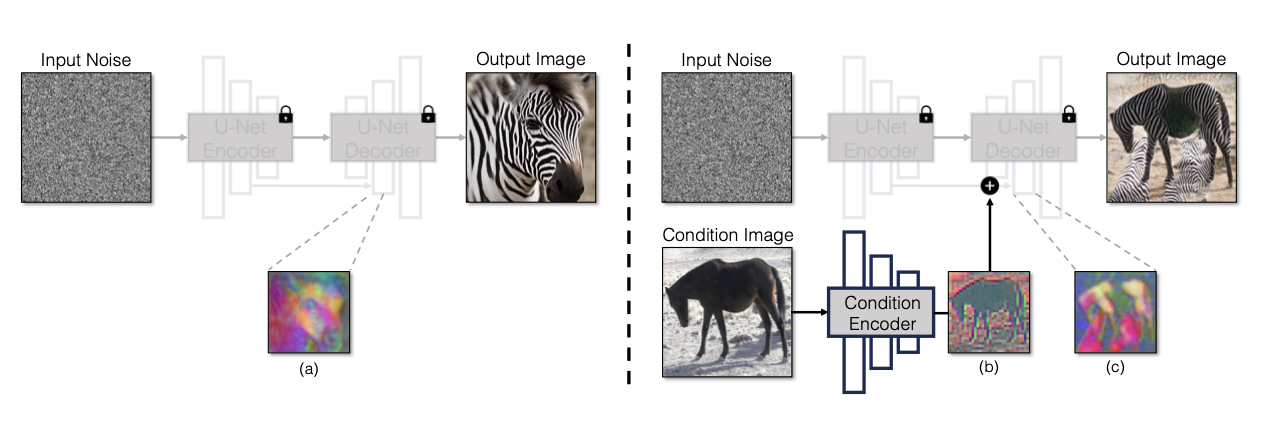 Input Noise
U-Net
Encoder
U-Net
Decoder
Output Image
(a)
Input Noise
U-Net
Encoder
U-Net
Decoder
Output Image
Condition Image
Condition
Encoder
(b)
(c)